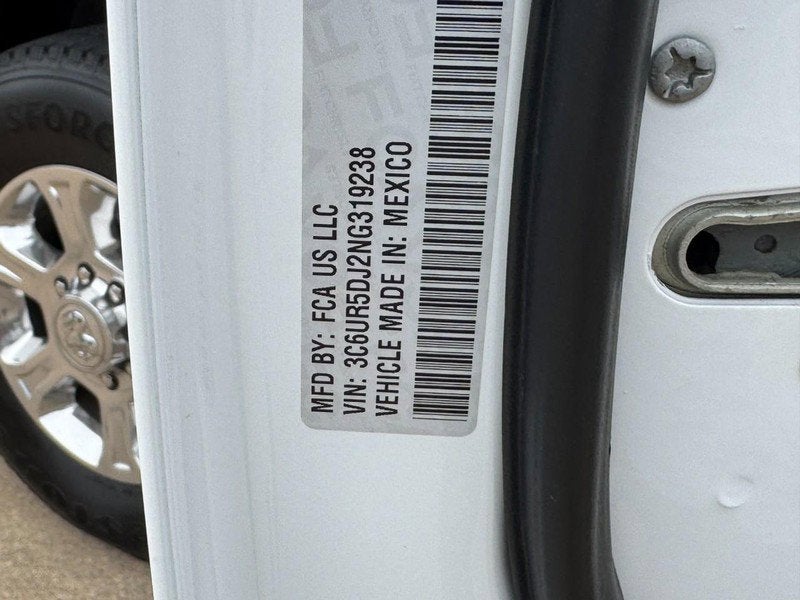 MFD BY: FCA US LLC
VIN: 3C6UR5DJ2NG319238
VEHICLE MADE IN: MEXICO